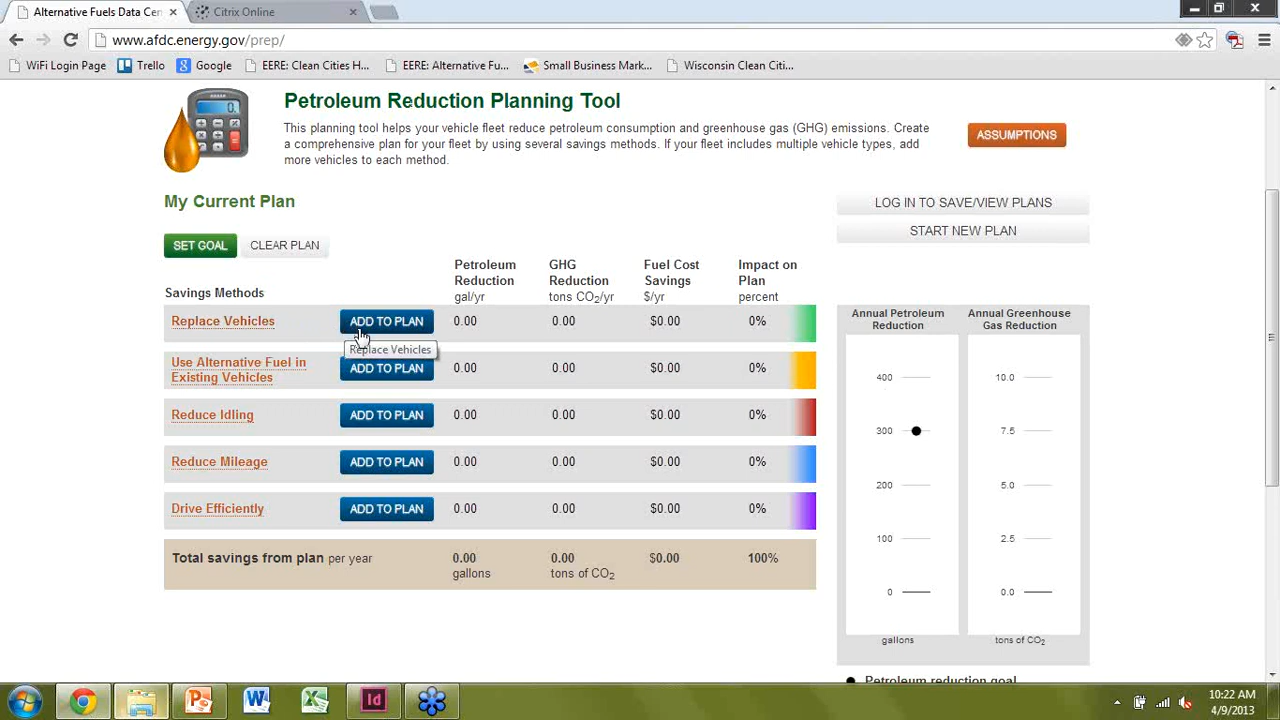 Alternative Fuels Data Cen
Citrix Online
www.afdc.energy.gov/prep/
WiFi Login Page
Trello
Google
EERE: Clean Cities H...
EERE: Alternative Fu...
Small Business Mark...
Wisconsin Clean Citi...
Petroleum Reduction Planning Tool
This planning tool helps your vehicle fleet reduce petroleum consumption and greenhouse gas (GHG) emissions. Create
a comprehensive plan for your fleet by using several savings methods. If your fleet includes multiple vehicle types, add
more vehicles to each method.
ASSUMPTIONS
My Current Plan
LOG IN TO SAVE/VIEW PLANS
START NEW PLAN
SET GOAL
CLEAR PLAN
Savings Methods
Petroleum
Reduction
gal/yr
GHG
Reduction
tons CO₂/yr
Fuel Cost
Savings
$/yr
Impact on
Plan
percent
Replace Vehicles ADD TO PLAN 0.00 0.00 $0.00 0%
Replace Vehicles
Use Alternative Fuel in
Existing Vehicles
ADD TO PLAN 0.00 0.00 $0.00 0%
Reduce Idling ADD TO PLAN 0.00 0.00 $0.00 0%
Reduce Mileage ADD TO PLAN 0.00 0.00 $0.00 0%
Drive Efficiently ADD TO PLAN 0.00 0.00 $0.00 0%
Total savings from plan per year 0.00 0.00 $0.00 100%
gallons tons of CO₂
Annual Petroleum
Reduction
400
300
200
100
0
gallons
Annual Greenhouse
Gas Reduction
10.0
7.5
5.0
2.5
0.0
tons of CO₂
Petroleum reduction goal
10:22 AM
4/9/2013